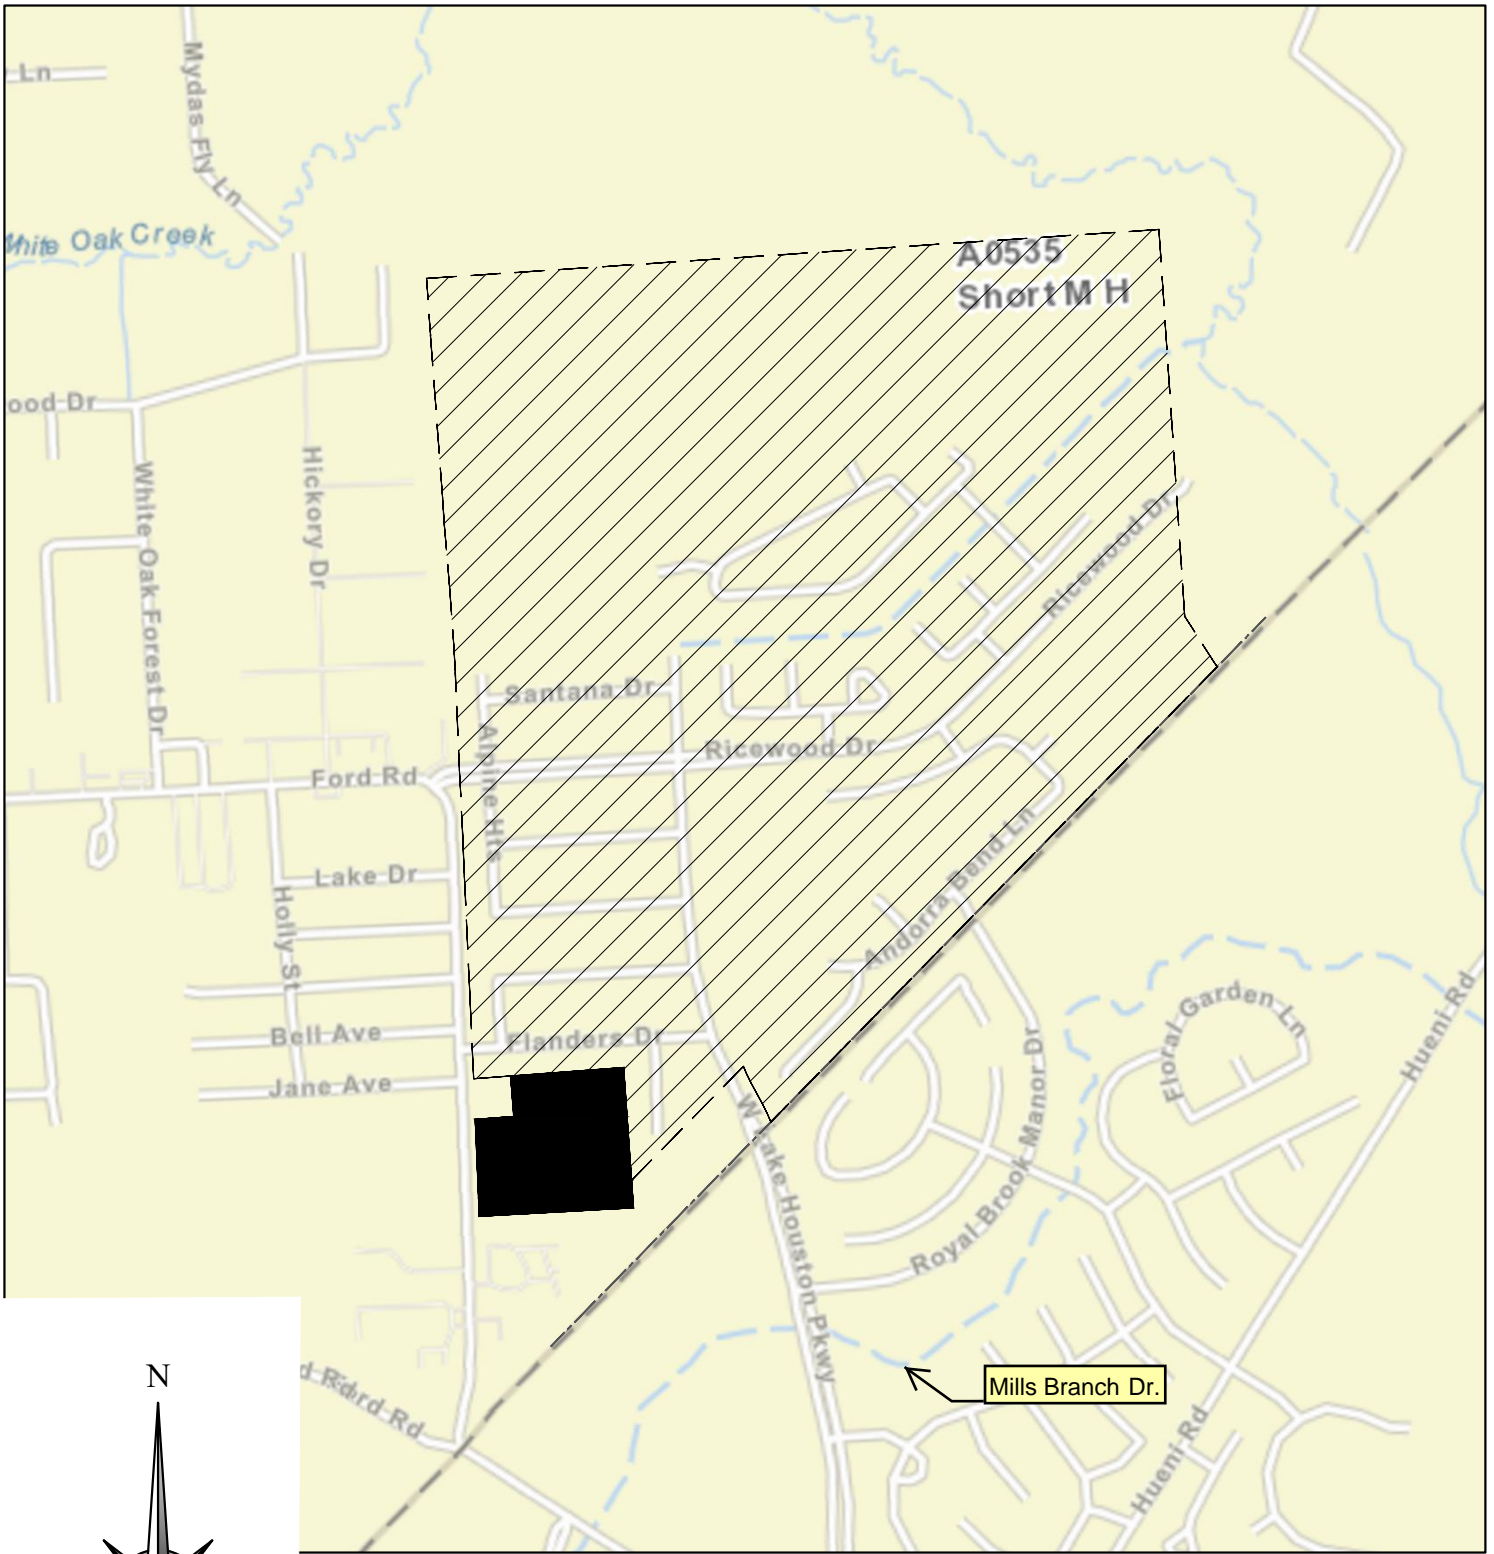 Ln
Mydas Fly Ln
White Oak Creek
A0535
Short M H
ood Dr
Hickory Dr
White Oak Forest Dr
Ricewood Dr
Santana Dr
Alpine Hts
Ricewood Dr
Ford Rd
Andorra Bend Ln
Lake Dr
Holly St
Floral Garden Ln
Hueni Rd
Bell Ave
Flanders Dr
Jane Ave
Royal Brook Manor Dr
W Lake Houston Pkwy
d Rd
rd Rd
Mills Branch Dr.
Hueni Rd
N